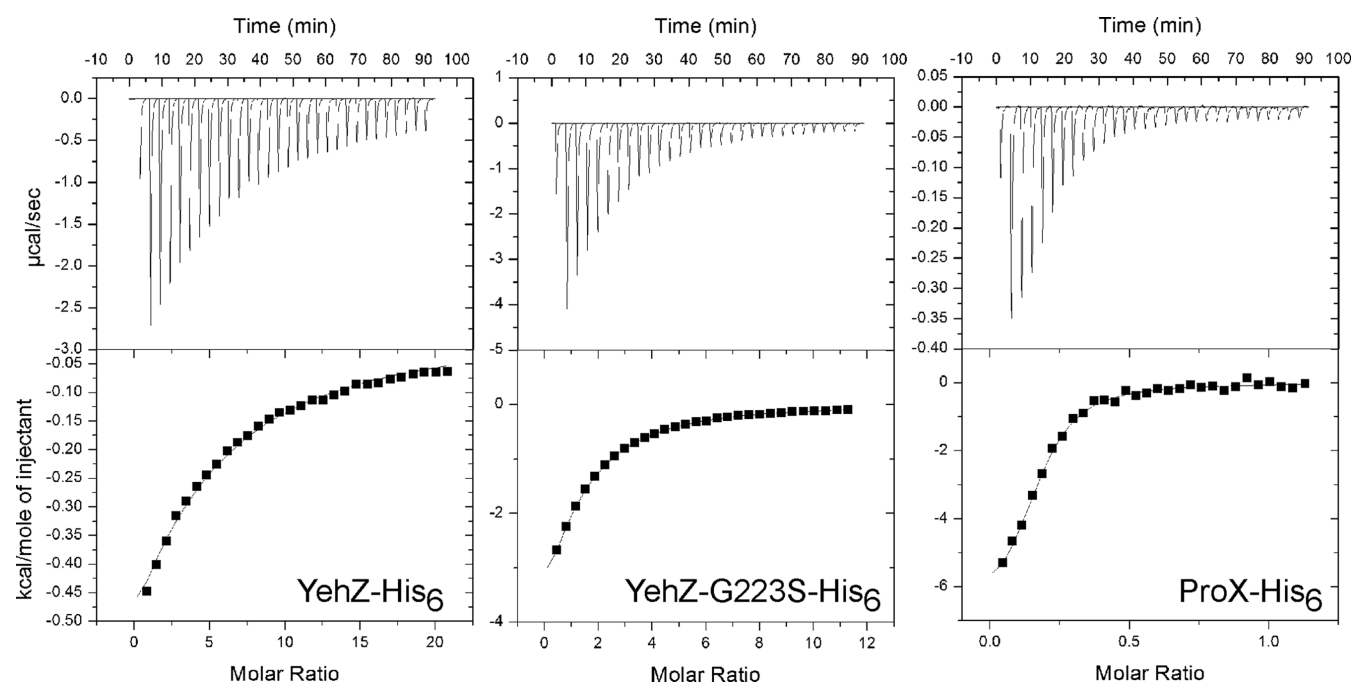 Time (min)
-10 0 10 20 30 40 50 60 70 80 90 100
0.0
-0.5
-1.0
-1.5
-2.0
-2.5
-3.0
µcal/sec
-0.05
-0.10
-0.15
-0.20
-0.25
-0.30
-0.35
-0.40
-0.45
-0.50
kcal/mole of injectant
YehZ-His6
0 5 10 15 20
Molar Ratio
Time (min)
-10 0 10 20 30 40 50 60 70 80 90 100
1
0
-1
-2
-3
-4
-5
0
-2
-4
YehZ-G223S-His6
0 2 4 6 8 10 12
Molar Ratio
Time (min)
-10 0 10 20 30 40 50 60 70 80 90 100
0.05
0.00
-0.05
-0.10
-0.15
-0.20
-0.25
-0.30
-0.35
-0.40
0
-2
-4
-6
ProX-His6
0.0 0.5 1.0
Molar Ratio